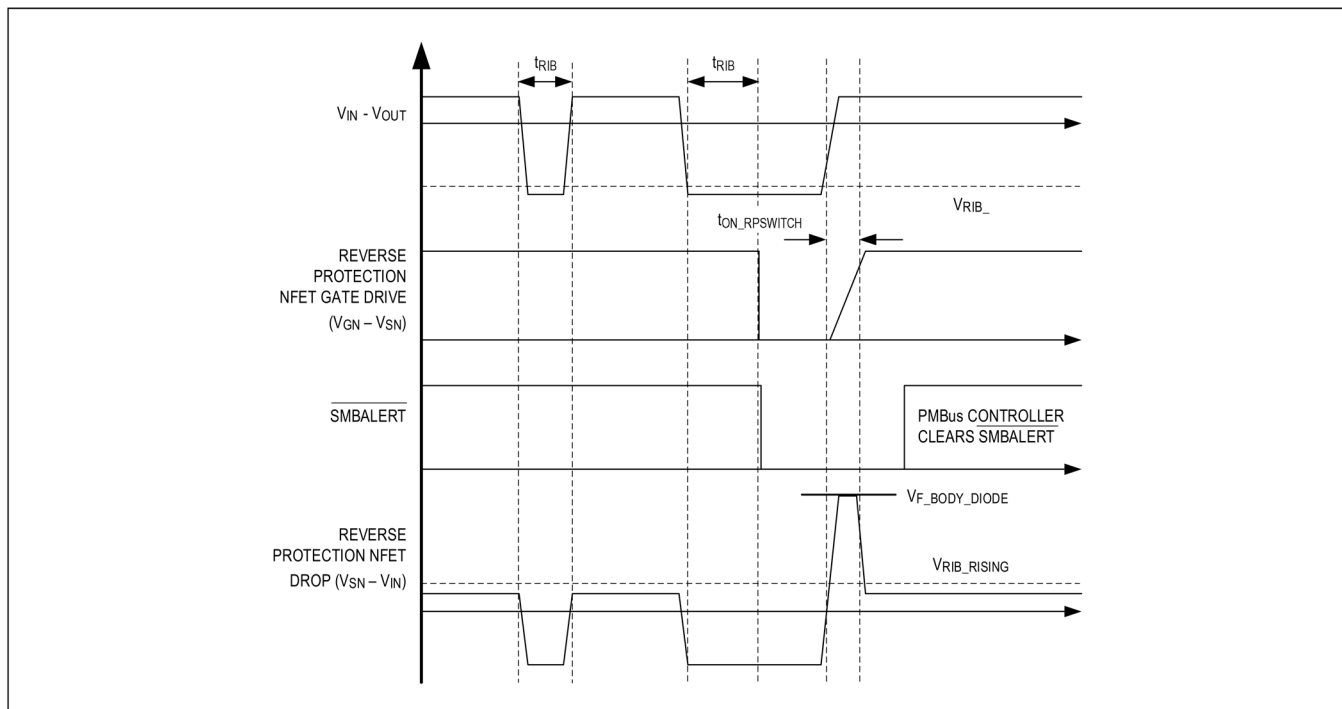 tRIB
tRIB
VIN - VOUT
VRIB_
tON_RPSWITCH
REVERSE
PROTECTION
NFET GATE DRIVE
(VGN – VSN)
SMBALERT
PMBus CONTROLLER
CLEARS SMBALERT
VF_BODY_DIODE
REVERSE
PROTECTION NFET
DROP (VSN – VIN)
VRIB_RISING